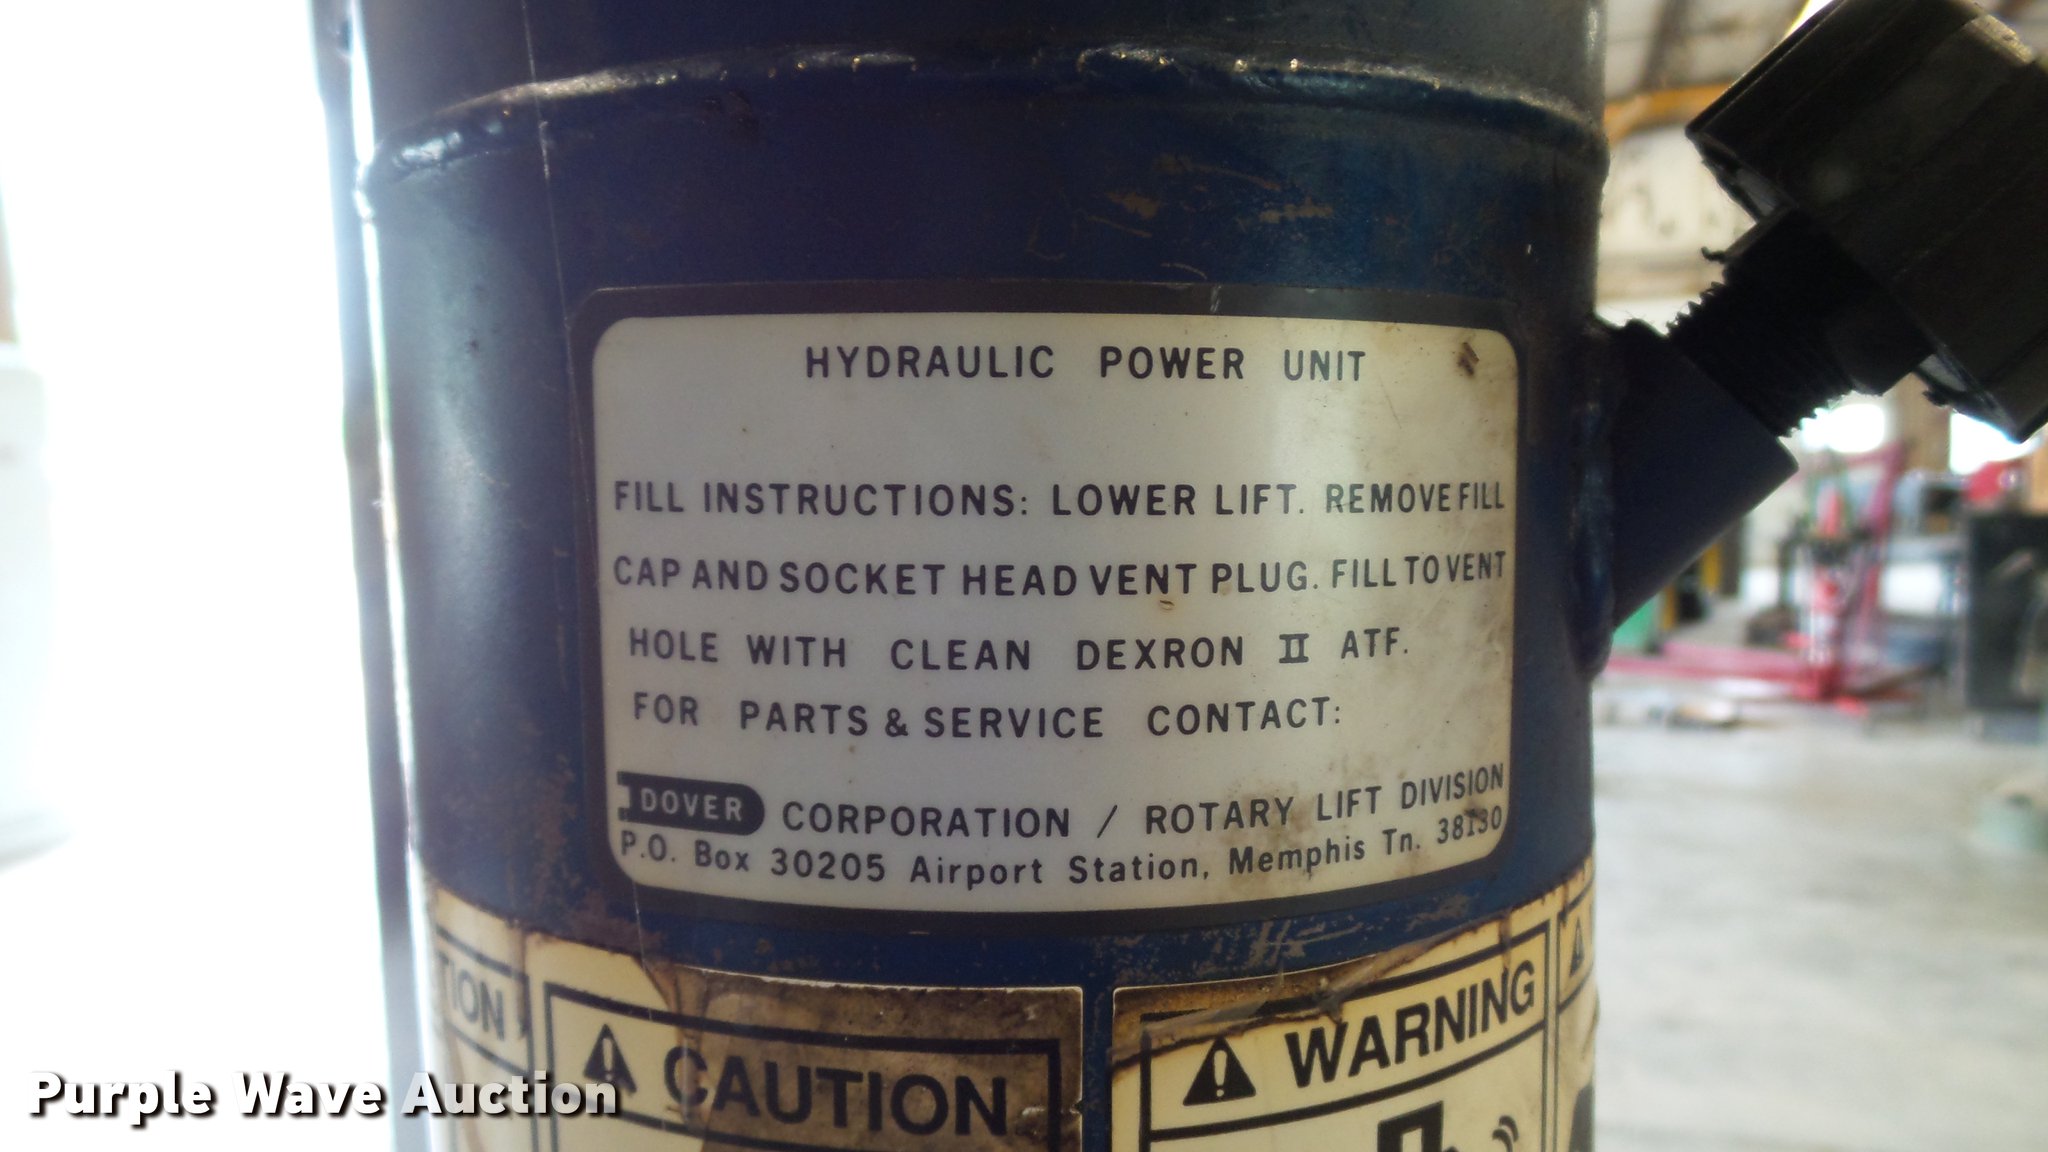 HYDRAULIC POWER UNIT
FILL INSTRUCTIONS: LOWER LIFT. REMOVE FILL
CAP AND SOCKET HEAD VENT PLUG. FILL TO VENT
HOLE WITH CLEAN DEXRON II ATF.
FOR PARTS & SERVICE CONTACT:
DOVER CORPORATION / ROTARY LIFT DIVISION
P.O. Box 30205 Airport Station, Memphis Tn. 38130
TION
CAUTION
WARNING
Purple Wave Auction